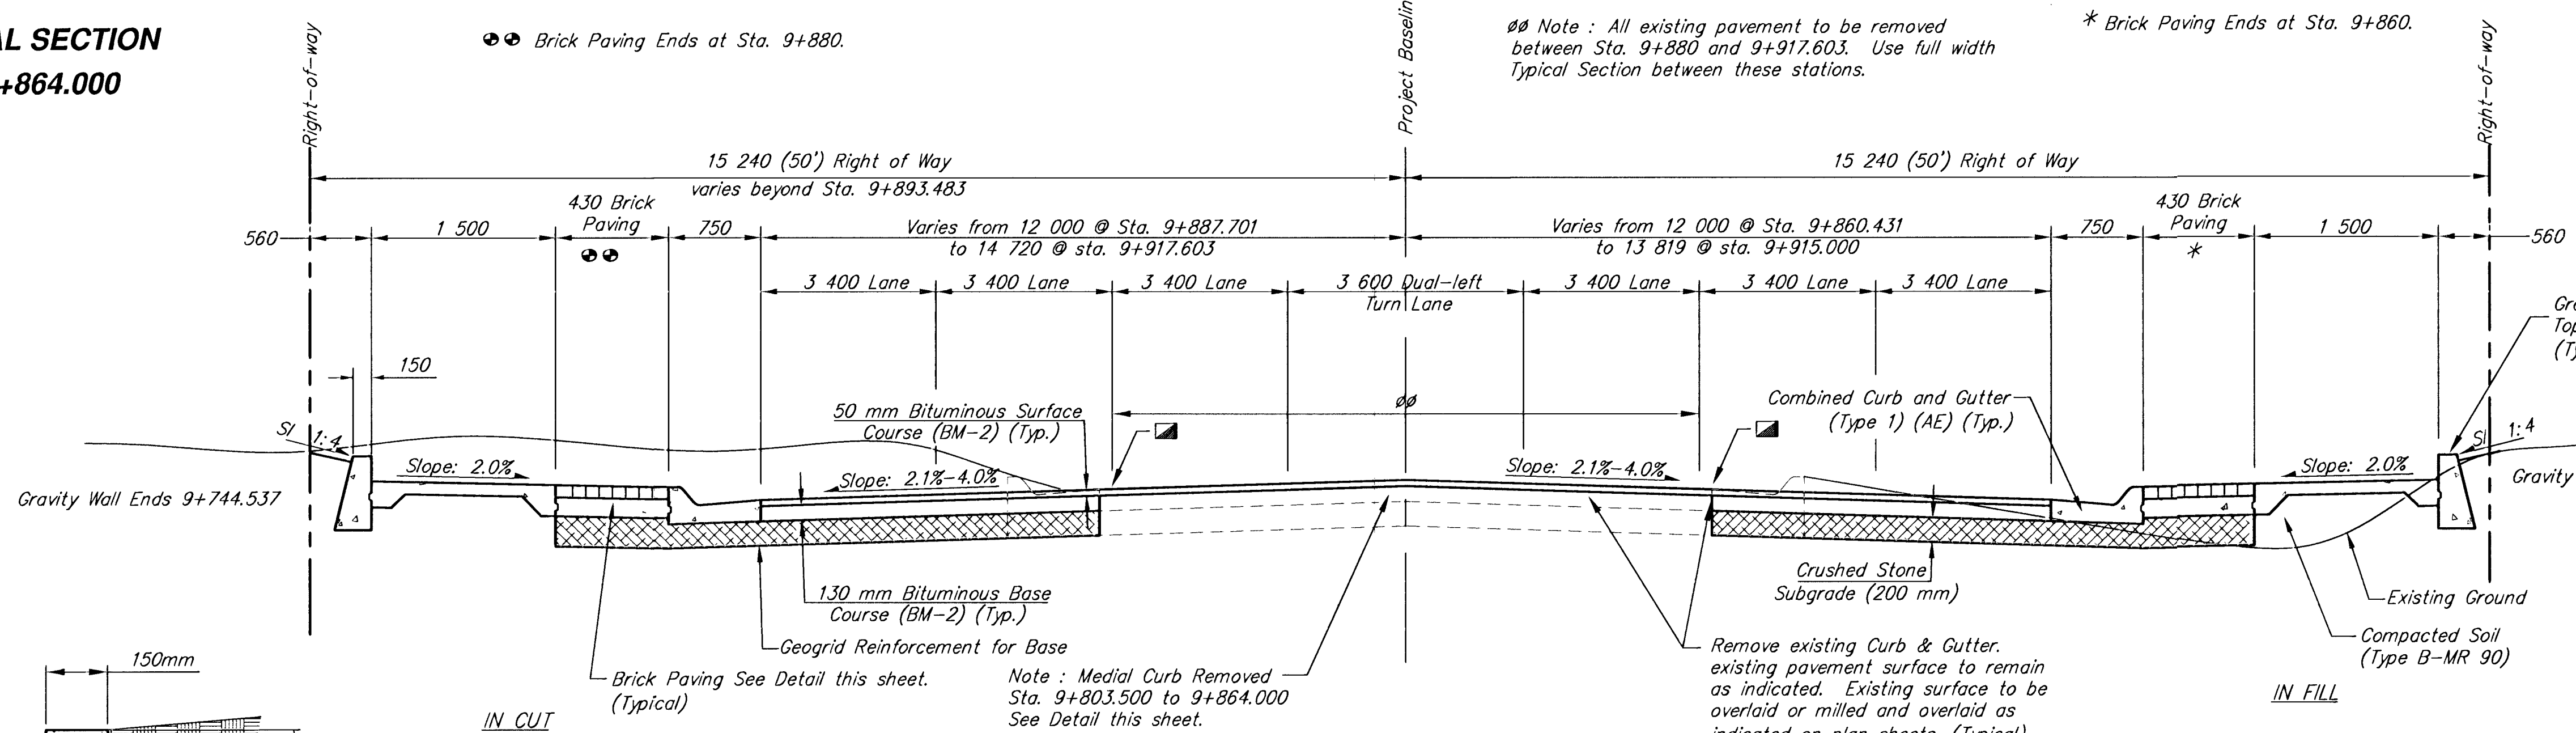 AL SECTION
+864.000
Brick Paving Ends at Sta. 9+880.
øø Note : All existing pavement to be removed
between Sta. 9+880 and 9+917.603. Use full width
Typical Section between these stations.
* Brick Paving Ends at Sta. 9+860.
Right-of-way
Project Baselin
Right-of-way
15 240 (50') Right of Way
varies beyond Sta. 9+893.483
15 240 (50') Right of Way
560
1 500
430 Brick
Paving
750
Varies from 12 000 @ Sta. 9+887.701
to 14 720 @ sta. 9+917.603
Varies from 12 000 @ Sta. 9+860.431
to 13 819 @ sta. 9+915.000
750
430 Brick
Paving
*
1 500
560
3 400 Lane
3 400 Lane
3 400 Lane
3 600 Dual-left
Turn Lane
3 400 Lane
3 400 Lane
3 400 Lane
Gr
Top
(T
150
50 mm Bituminous Surface
Course (BM-2) (Typ.)
øø
Combined Curb and Gutter
(Type 1) (AE) (Typ.)
Sl
1:4
Sl
1:4
Slope: 2.0%
Slope: 2.1%-4.0%
Slope: 2.1%-4.0%
Slope: 2.0%
Gravity Wall Ends 9+744.537
Gravity
130 mm Bituminous Base
Course (BM-2) (Typ.)
Crushed Stone
Subgrade (200 mm)
Existing Ground
Geogrid Reinforcement for Base
Compacted Soil
(Type B-MR 90)
150mm
Brick Paving See Detail this sheet.
(Typical)
Note : Medial Curb Removed
Sta. 9+803.500 to 9+864.000
See Detail this sheet.
Remove existing Curb & Gutter.
existing pavement surface to remain
as indicated. Existing surface to be
overlaid or milled and overlaid as
indicated on plan sheets. (Typical)
IN CUT
IN FILL